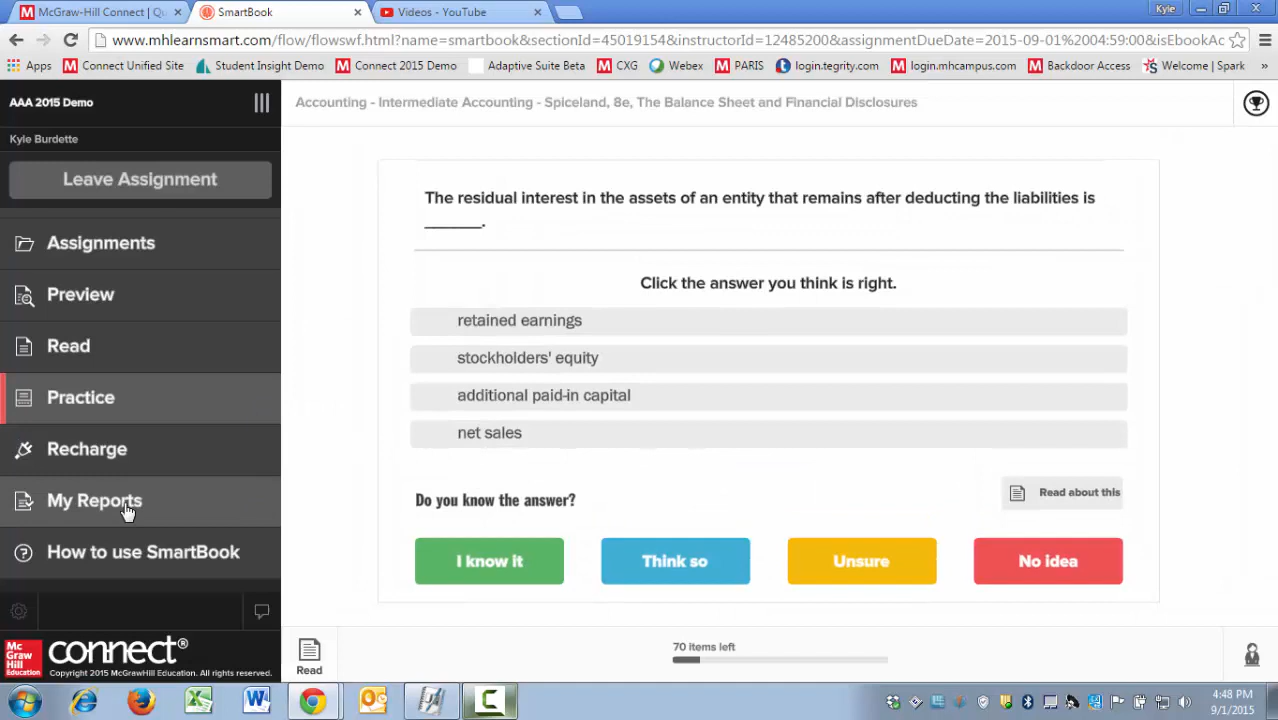 McGraw-Hill Connect | Qu
SmartBook
Videos - YouTube
Kyle
www.mhlearnsmart.com/flow/flowswf.html?name=smartbook&sectionId=45019154&instructorId=12485200&assignmentDueDate=2015-09-01%2004:59:00&isEbookAc
Apps
Connect Unified Site
Student Insight Demo
Connect 2015 Demo
Adaptive Suite Beta
CXG
Webex
PARIS
login.tegrity.com
login.mhcampus.com
Backdoor Access
Welcome | Spark
»
AAA 2015 Demo
Kyle Burdette
Leave Assignment
Assignments
Preview
Read
Practice
Recharge
My Reports
How to use SmartBook
Mc
Graw
Hill
Education
connect®
Copyright 2015 McGrawHill Education. All rights reserved.
Accounting - Intermediate Accounting - Spiceland, 8e, The Balance Sheet and Financial Disclosures
The residual interest in the assets of an entity that remains after deducting the liabilities is
______.
Click the answer you think is right.
retained earnings
stockholders' equity
additional paid-in capital
net sales
Do you know the answer?
Read about this
I know it
Think so
Unsure
No idea
Read
70 items left
4:48 PM
9/1/2015